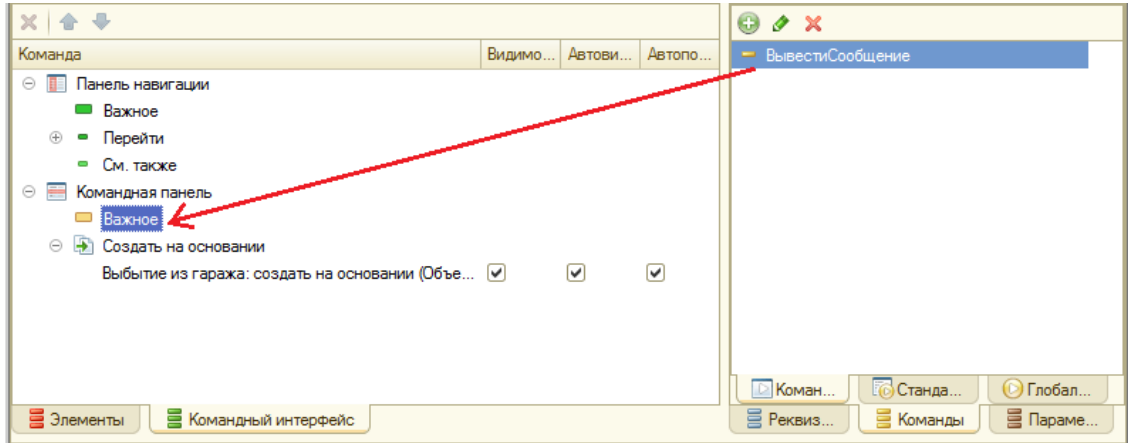 Команда Видимо... Автови... Автопо...
Панель навигации
Важное
Перейти
См. также
Командная панель
Важное
Создать на основании
Выбытие из гаража: создать на основании (Объе...
Элементы Командный интерфейс
ВывестиСообщение
Коман... Станда... Глобал...
Реквиз... Команды Параме...